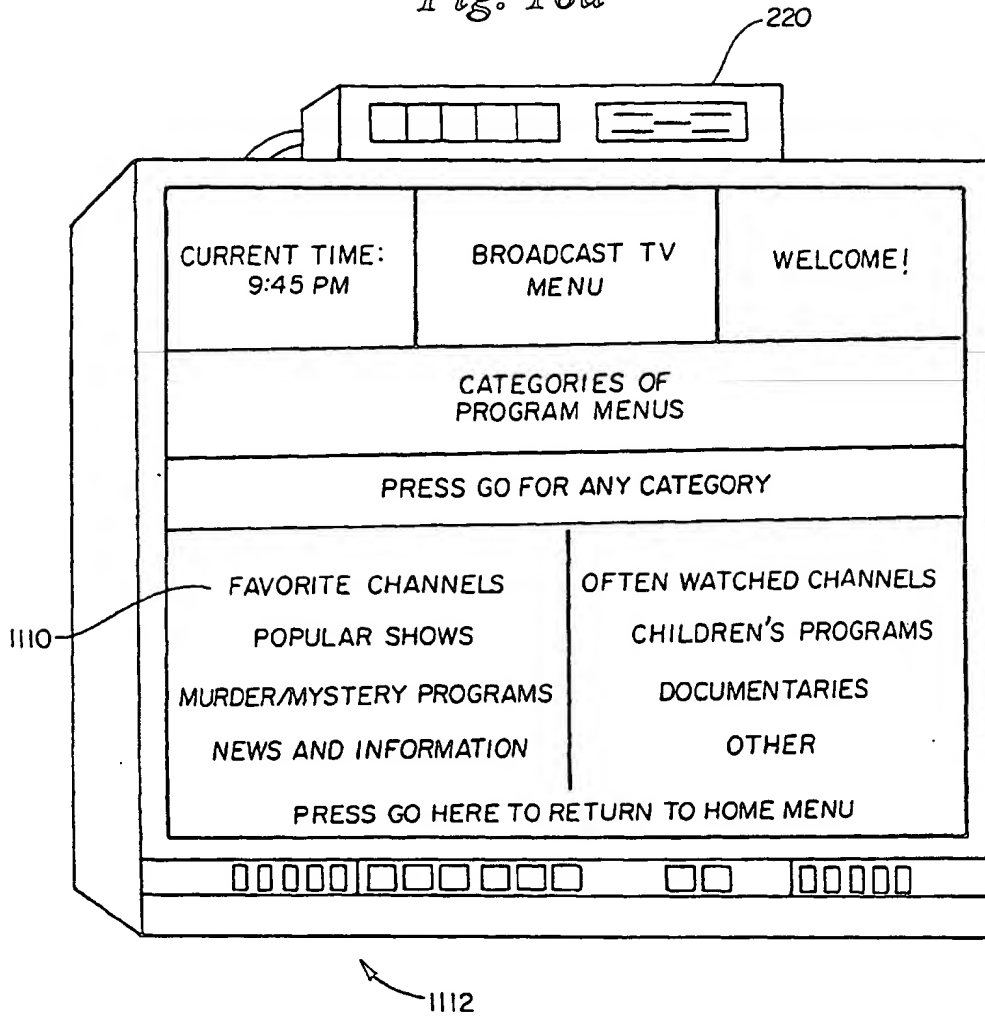 Fig. 10a
220
CURRENT TIME:
9:45 PM
BROADCAST TV
MENU
WELCOME!
CATEGORIES OF
PROGRAM MENUS
PRESS GO FOR ANY CATEGORY
FAVORITE CHANNELS
OFTEN WATCHED CHANNELS
1110
POPULAR SHOWS
CHILDREN'S PROGRAMS
MURDER/MYSTERY PROGRAMS
DOCUMENTARIES
NEWS AND INFORMATION
OTHER
PRESS GO HERE TO RETURN TO HOME MENU
1112